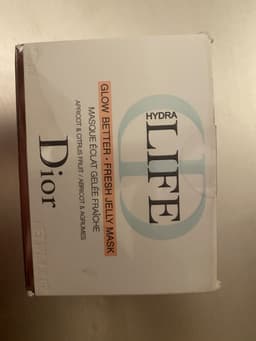 HYDRA
LIFE
GLOW BETTER • FRESH JELLY MASK
MASQUE ÉCLAT GELÉE FRAÎCHE
APRICOT & CITRUS FRUIT / ABRICOT & AGRUMES
Dior